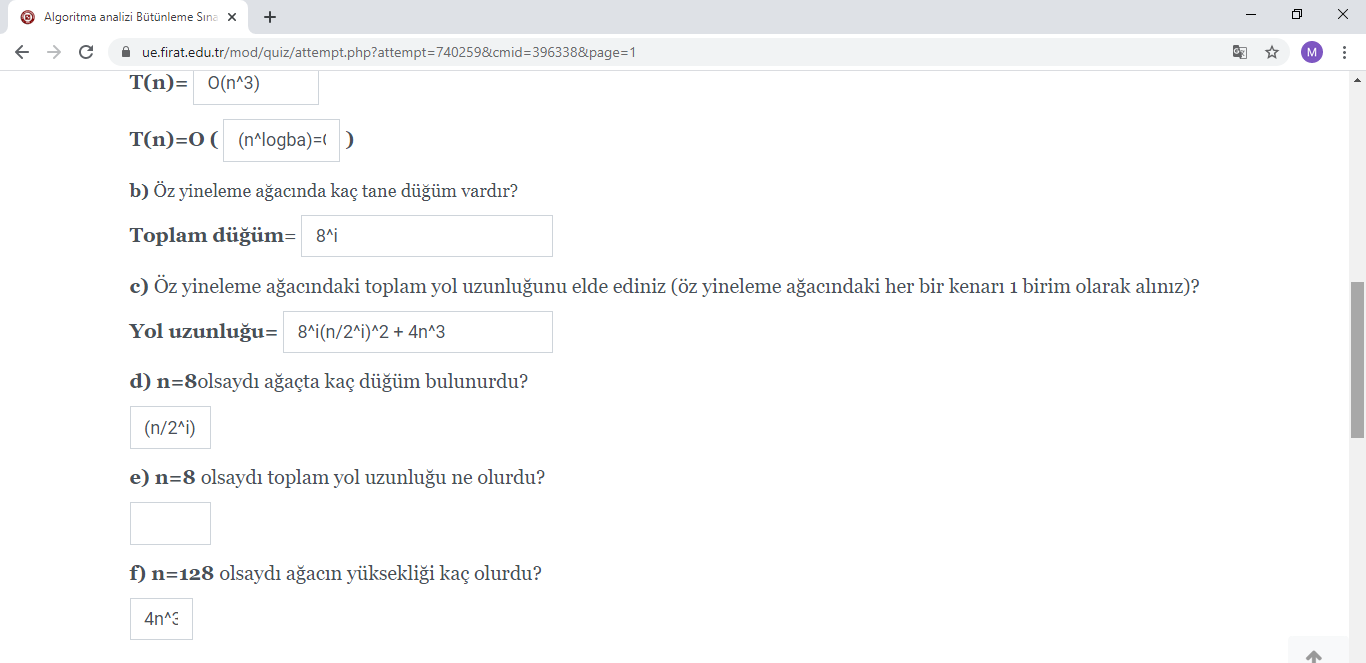 Algoritma analizi Bütünleme Sına
ue.firat.edu.tr/mod/quiz/attempt.php?attempt=740259&cmid=396338&page=1
M
T(n)= O(n^3)
T(n)=O ( (n^logba)=( )
b) Öz yineleme ağacında kaç tane düğüm vardır?
Toplam düğüm= 8^i
c) Öz yineleme ağacındaki toplam yol uzunluğunu elde ediniz (öz yineleme ağacındaki her bir kenarı 1 birim olarak alınız)?
Yol uzunluğu= 8^i(n/2^i)^2 + 4n^3
d) n=8olsaydı ağaçta kaç düğüm bulunurdu?
(n/2^i)
e) n=8 olsaydı toplam yol uzunluğu ne olurdu?
f) n=128 olsaydı ağacın yüksekliği kaç olurdu?
4n^3